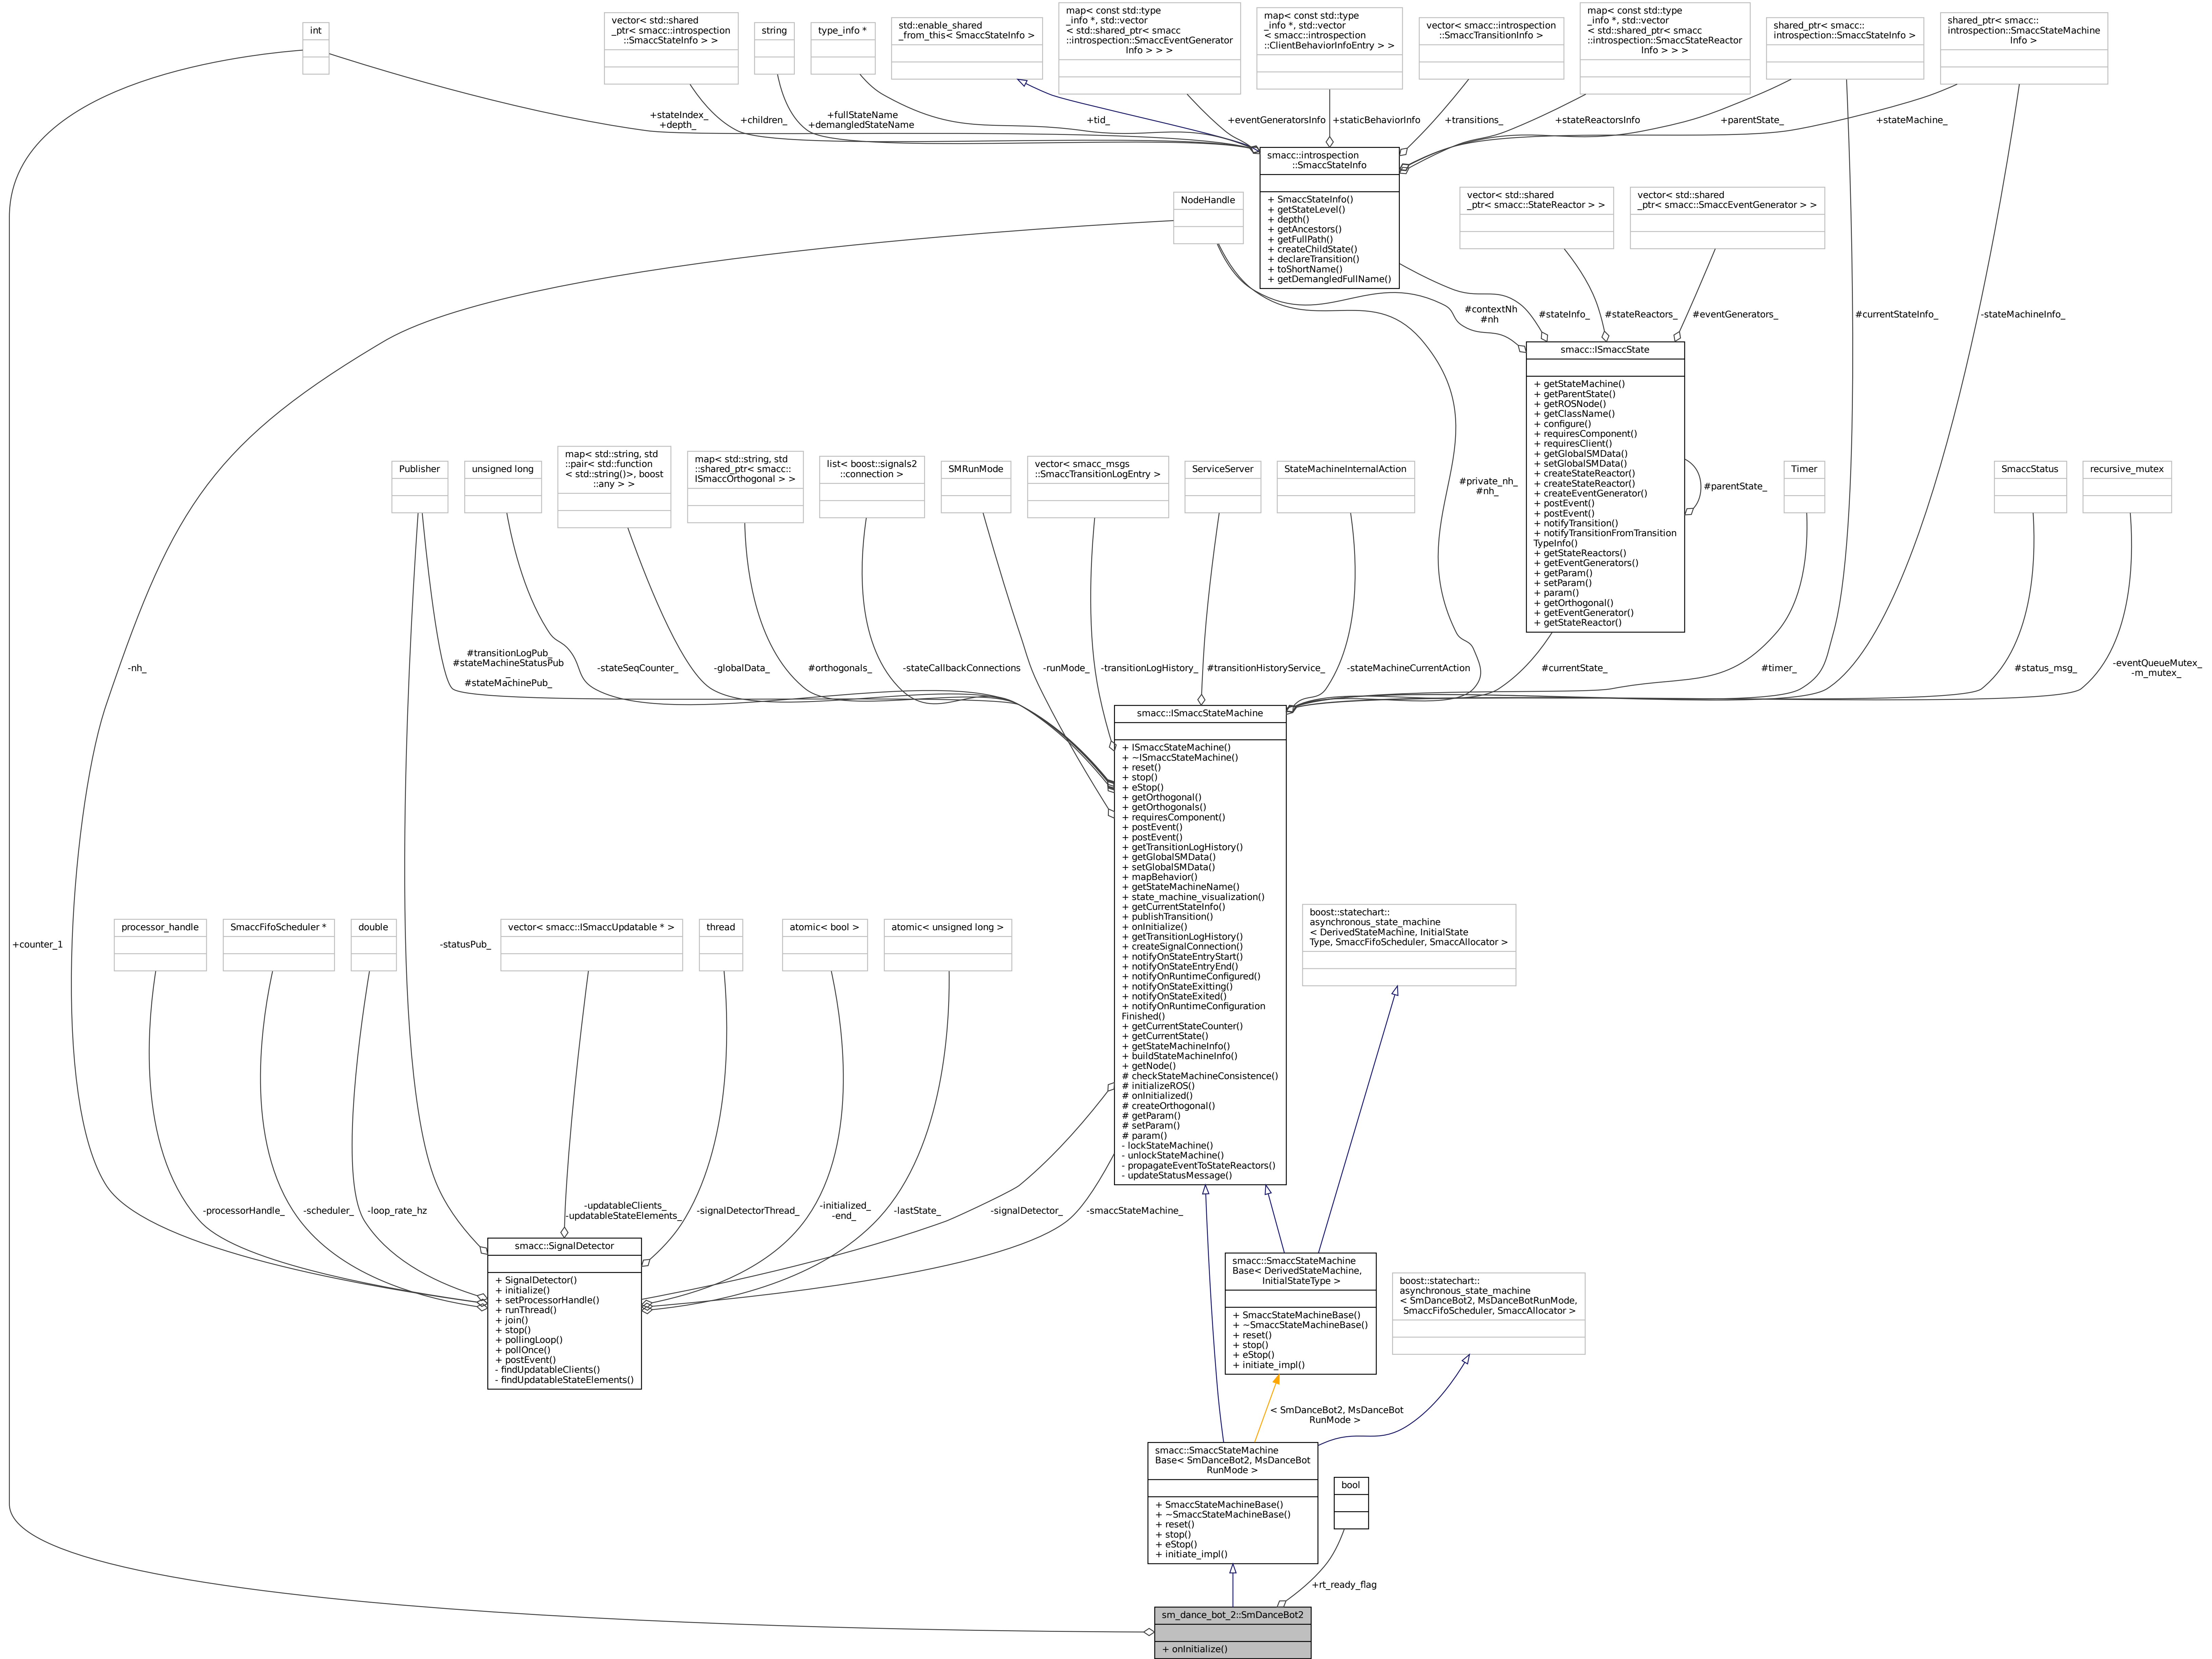 int
vector< std::shared
_ptr< smacc::introspection
::SmaccStateInfo > >
string
type_info *
std::enable_shared
_from_this< SmaccStateInfo >
map< const std::type
_info *, std::vector
< std::shared_ptr< smacc
::introspection::SmaccEventGenerator
Info > > >
map< const std::type
_info *, std::vector
< smacc::introspection
::ClientBehaviorInfoEntry > >
vector< smacc::introspection
::SmaccTransitionInfo >
map< const std::type
_info *, std::vector
< std::shared_ptr< smacc
::introspection::SmaccStateReactor
Info > > >
shared_ptr< smacc::
introspection::SmaccStateInfo >
shared_ptr< smacc::
introspection::SmaccStateMachine
Info >
+stateIndex_
+depth_
+children_
+fullStateName
+demangledStateName
+tid_
+eventGeneratorsInfo
+staticBehaviorInfo
+transitions_
+stateReactorsInfo
+parentState_
+stateMachine_
smacc::introspection
::SmaccStateInfo
+ SmaccStateInfo()
+ getStateLevel()
+ depth()
+ getAncestors()
+ getFullPath()
+ createChildState()
+ declareTransition()
+ toShortName()
+ getDemangledFullName()
NodeHandle
vector< std::shared
_ptr< smacc::StateReactor > >
vector< std::shared
_ptr< smacc::SmaccEventGenerator > >
#contextNh
#nh
#stateInfo_
#stateReactors_
#eventGenerators_
#currentStateInfo_
-stateMachineInfo_
smacc::ISmaccState
+ getStateMachine()
+ getParentState()
+ getROSNode()
+ getClassName()
+ configure()
+ requiresComponent()
+ requiresClient()
+ getGlobalSMData()
+ setGlobalSMData()
+ createStateReactor()
+ createStateReactor()
+ createEventGenerator()
+ postEvent()
+ postEvent()
+ notifyTransition()
+ notifyTransitionFromTransition
TypeInfo()
+ getStateReactors()
+ getEventGenerators()
+ getParam()
+ setParam()
+ param()
+ getOrthogonal()
+ getEventGenerator()
+ getStateReactor()
#parentState_
Publisher
unsigned long
map< std::string, std
::pair< std::function
< std::string()>, boost
::any > >
map< std::string, std
::shared_ptr< smacc::
ISmaccOrthogonal > >
list< boost::signals2
::connection >
SMRunMode
vector< smacc_msgs
::SmaccTransitionLogEntry >
ServiceServer
StateMachineInternalAction
#private_nh_
#nh_
Timer
SmaccStatus
recursive_mutex
-nh_
#transitionLogPub_
#stateMachineStatusPub
_
#stateMachinePub_
-stateSeqCounter_
-globalData_
#orthogonals_
-stateCallbackConnections
-runMode_
-transitionLogHistory_
#transitionHistoryService_
-stateMachineCurrentAction
#currentState_
#timer_
#status_msg_
-eventQueueMutex_
-m_mutex_
smacc::ISmaccStateMachine
+ ISmaccStateMachine()
+ ~ISmaccStateMachine()
+ reset()
+ stop()
+ eStop()
+ getOrthogonal()
+ getOrthogonals()
+ requiresComponent()
+ postEvent()
+ postEvent()
+ getTransitionLogHistory()
+ getGlobalSMData()
+ setGlobalSMData()
+ mapBehavior()
+ getStateMachineName()
+ state_machine_visualization()
+ getCurrentStateInfo()
+ publishTransition()
+ onInitialize()
+ getTransitionLogHistory()
+ createSignalConnection()
+ notifyOnStateEntryStart()
+ notifyOnStateEntryEnd()
+ notifyOnRuntimeConfigured()
+ notifyOnStateExitting()
+ notifyOnStateExited()
+ notifyOnRuntimeConfiguration
Finished()
+ getCurrentStateCounter()
+ getCurrentState()
+ getStateMachineInfo()
+ buildStateMachineInfo()
+ getNode()
# checkStateMachineConsistence()
# initializeROS()
# onInitialized()
# createOrthogonal()
# getParam()
# setParam()
# param()
- lockStateMachine()
- unlockStateMachine()
- propagateEventToStateReactors()
- updateStatusMessage()
+counter_1
processor_handle
SmaccFifoScheduler *
double
-statusPub_
vector< smacc::ISmaccUpdatable * >
thread
atomic< bool >
atomic< unsigned long >
boost::statechart::
asynchronous_state_machine
< DerivedStateMachine, InitialState
Type, SmaccFifoScheduler, SmaccAllocator >
-processorHandle_
-scheduler_
-loop_rate_hz
-updatableClients_
-updatableStateElements_
-signalDetectorThread_
-initialized_
-end_
-lastState_
-signalDetector_
-smaccStateMachine_
smacc::SignalDetector
+ SignalDetector()
+ initialize()
+ setProcessorHandle()
+ runThread()
+ join()
+ stop()
+ pollingLoop()
+ pollOnce()
+ postEvent()
- findUpdatableClients()
- findUpdatableStateElements()
smacc::SmaccStateMachine
Base< DerivedStateMachine,
InitialStateType >
+ SmaccStateMachineBase()
+ ~SmaccStateMachineBase()
+ reset()
+ stop()
+ eStop()
+ initiate_impl()
boost::statechart::
asynchronous_state_machine
< SmDanceBot2, MsDanceBotRunMode,
SmaccFifoScheduler, SmaccAllocator >
< SmDanceBot2, MsDanceBot
RunMode >
smacc::SmaccStateMachine
Base< SmDanceBot2, MsDanceBot
RunMode >
+ SmaccStateMachineBase()
+ ~SmaccStateMachineBase()
+ reset()
+ stop()
+ eStop()
+ initiate_impl()
bool
+rt_ready_flag
sm_dance_bot_2::SmDanceBot2
+ onInitialize()